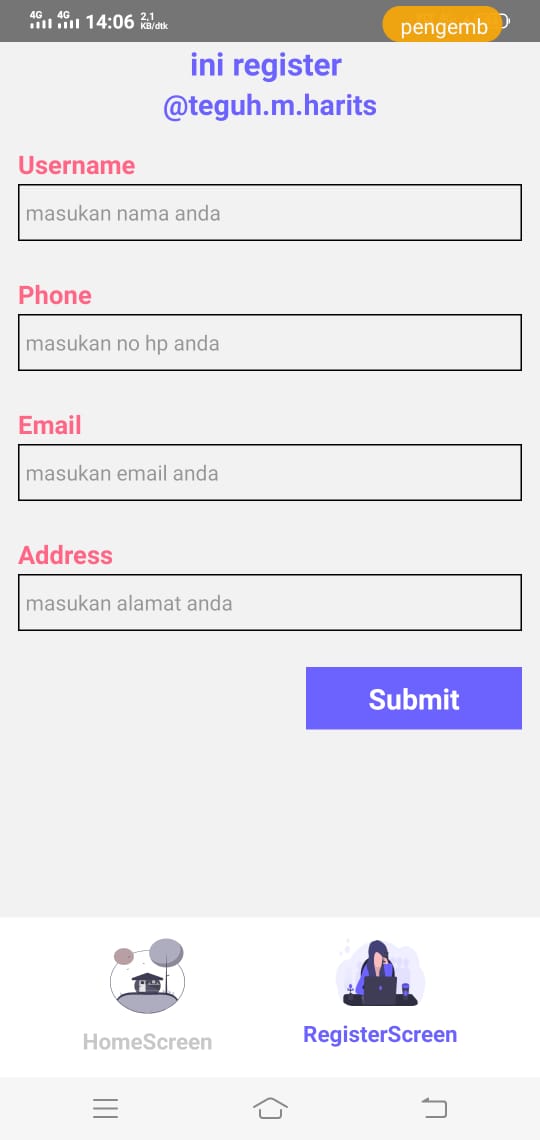 4G 4G 14:06 2,1 KB/dtk
pengemb
ini register
@teguh.m.harits
Username
masukan nama anda
Phone
masukan no hp anda
Email
masukan email anda
Address
masukan alamat anda
Submit
HomeScreen
RegisterScreen